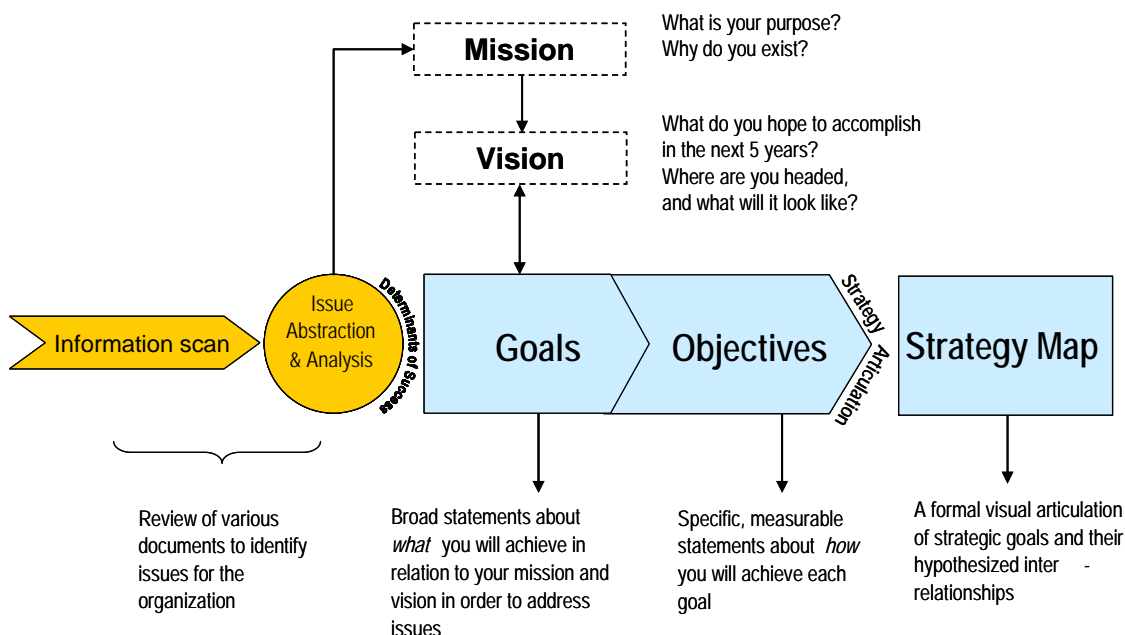 Mission
What is your purpose?
Why do you exist?
Vision
What do you hope to accomplish
in the next 5 years?
Where are you headed,
and what will it look like?
Information scan
Issue
Abstraction
& Analysis
Determinants of Success
Goals
Objectives
Strategy Articulation
Strategy Map
Review of various
documents to identify
issues for the
organization
Broad statements about
what you will achieve in
relation to your mission and
vision in order to address
issues
Specific, measurable
statements about how
you will achieve each
goal
A formal visual articulation
of strategic goals and their
hypothesized inter -
relationships